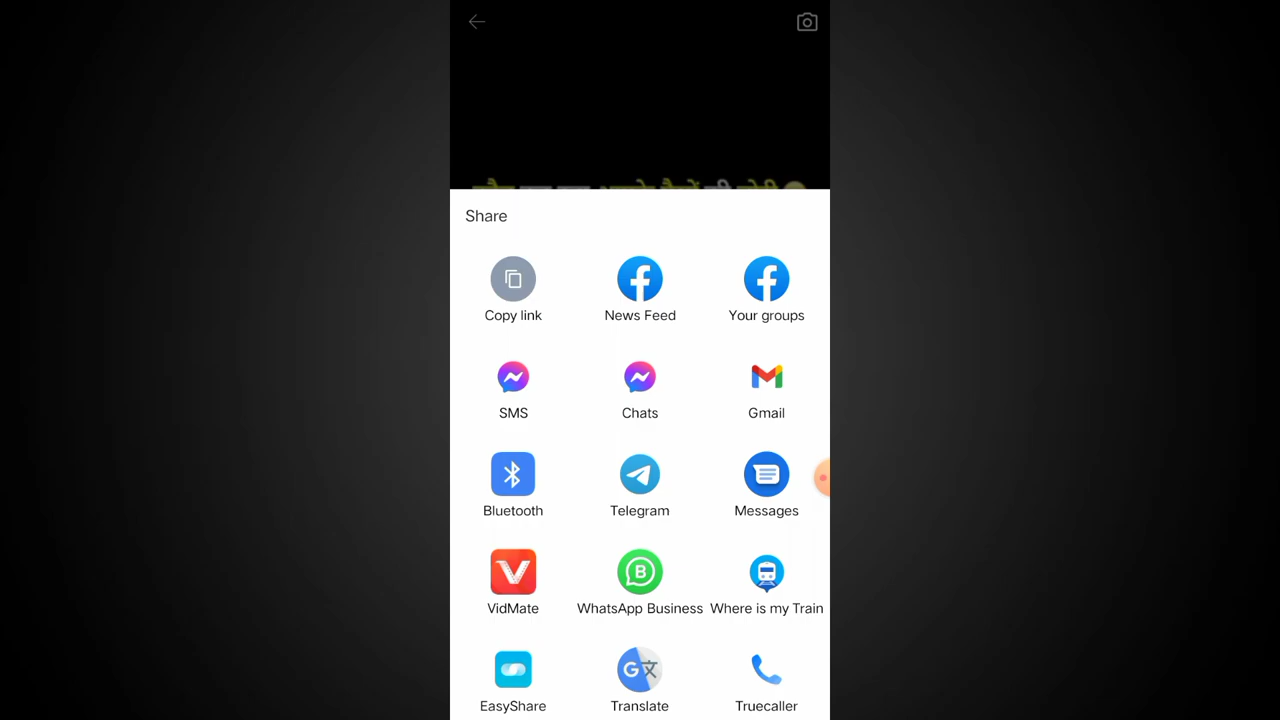 Share
Copy link
News Feed
Your groups
SMS
Chats
Gmail
Bluetooth
Telegram
Messages
VidMate
WhatsApp Business
Where is my Train
EasyShare
Translate
Truecaller